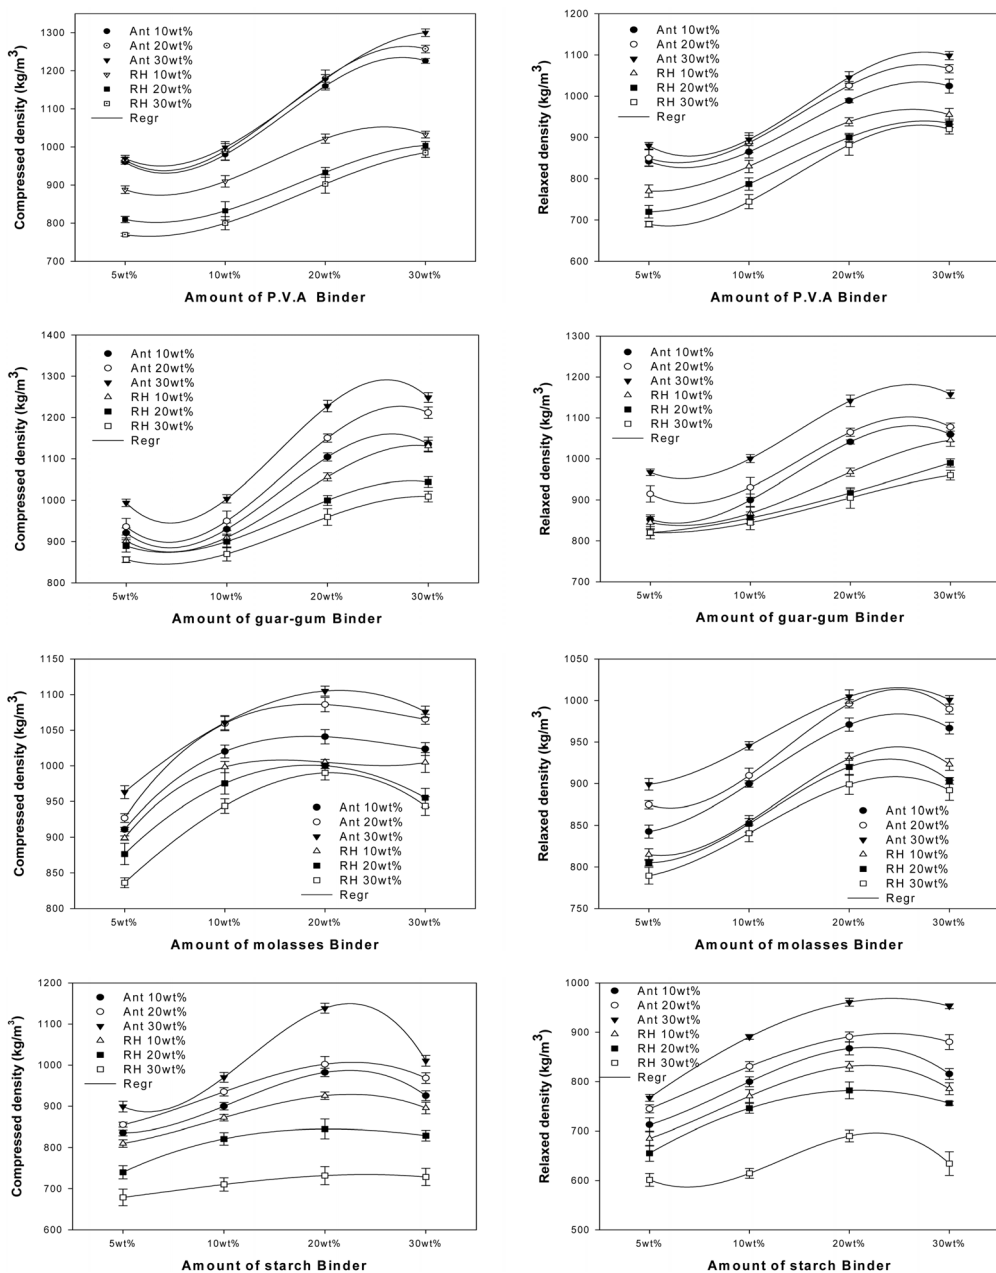 Compressed density (kg/m3)
1300
1200
1100
1000
900
800
700
Ant 10wt%
Ant 20wt%
Ant 30wt%
RH 10wt%
RH 20wt%
RH 30wt%
Regr
5wt% 10wt% 20wt% 30wt%
Amount of P.V.A Binder
Relaxed density (kg/m3)
1200
1100
1000
900
800
700
600
Ant 10wt%
Ant 20wt%
Ant 30wt%
RH 10wt%
RH 20wt%
RH 30wt%
Regr
5wt% 10wt% 20wt% 30wt%
Amount of P.V.A Binder
Compressed density (kg/m3)
1400
1300
1200
1100
1000
900
800
Ant 10wt%
Ant 20wt%
Ant 30wt%
RH 10wt%
RH 20wt%
RH 30wt%
Regr
5wt% 10wt% 20wt% 30wt%
Amount of guar-gum Binder
Relaxed density (kg/m3)
1300
1200
1100
1000
900
800
700
Ant 10wt%
Ant 20wt%
Ant 30wt%
RH 10wt%
RH 20wt%
RH 30wt%
Regr
5wt% 10wt% 20wt% 30wt%
Amount of guar-gum Binder
Compressed density (kg/m3)
1150
1100
1050
1000
950
900
850
800
Ant 10wt%
Ant 20wt%
Ant 30wt%
RH 10wt%
RH 20wt%
RH 30wt%
Regr
5wt% 10wt% 20wt% 30wt%
Amount of molasses Binder
Relaxed density (kg/m3)
1050
1000
950
900
850
800
750
Ant 10wt%
Ant 20wt%
Ant 30wt%
RH 10wt%
RH 20wt%
RH 30wt%
Regr
5wt% 10wt% 20wt% 30wt%
Amount of molasses Binder
Compressed density (kg/m3)
1200
1100
1000
900
800
700
600
Ant 10wt%
Ant 20wt%
Ant 30wt%
RH 10wt%
RH 20wt%
RH 30wt%
Regr
5wt% 10wt% 20wt% 30wt%
Amount of starch Binder
Relaxed density (kg/m3)
1000
900
800
700
600
500
Ant 10wt%
Ant 20wt%
Ant 30wt%
RH 10wt%
RH 20wt%
RH 30wt%
Regr
5wt% 10wt% 20wt% 30wt%
Amount of starch Binder